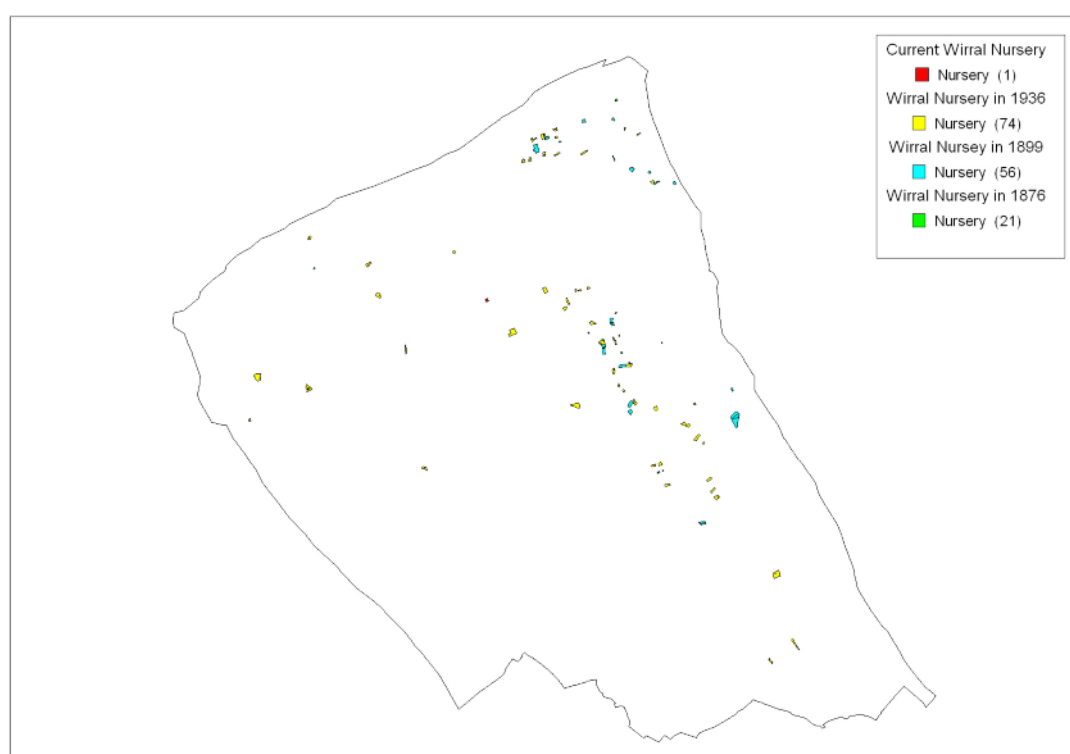 Current Wirral Nursery
Nursery (1)
Wirral Nursery in 1936
Nursery (74)
Wirral Nursey in 1899
Nursery (56)
Wirral Nursery in 1876
Nursery (21)